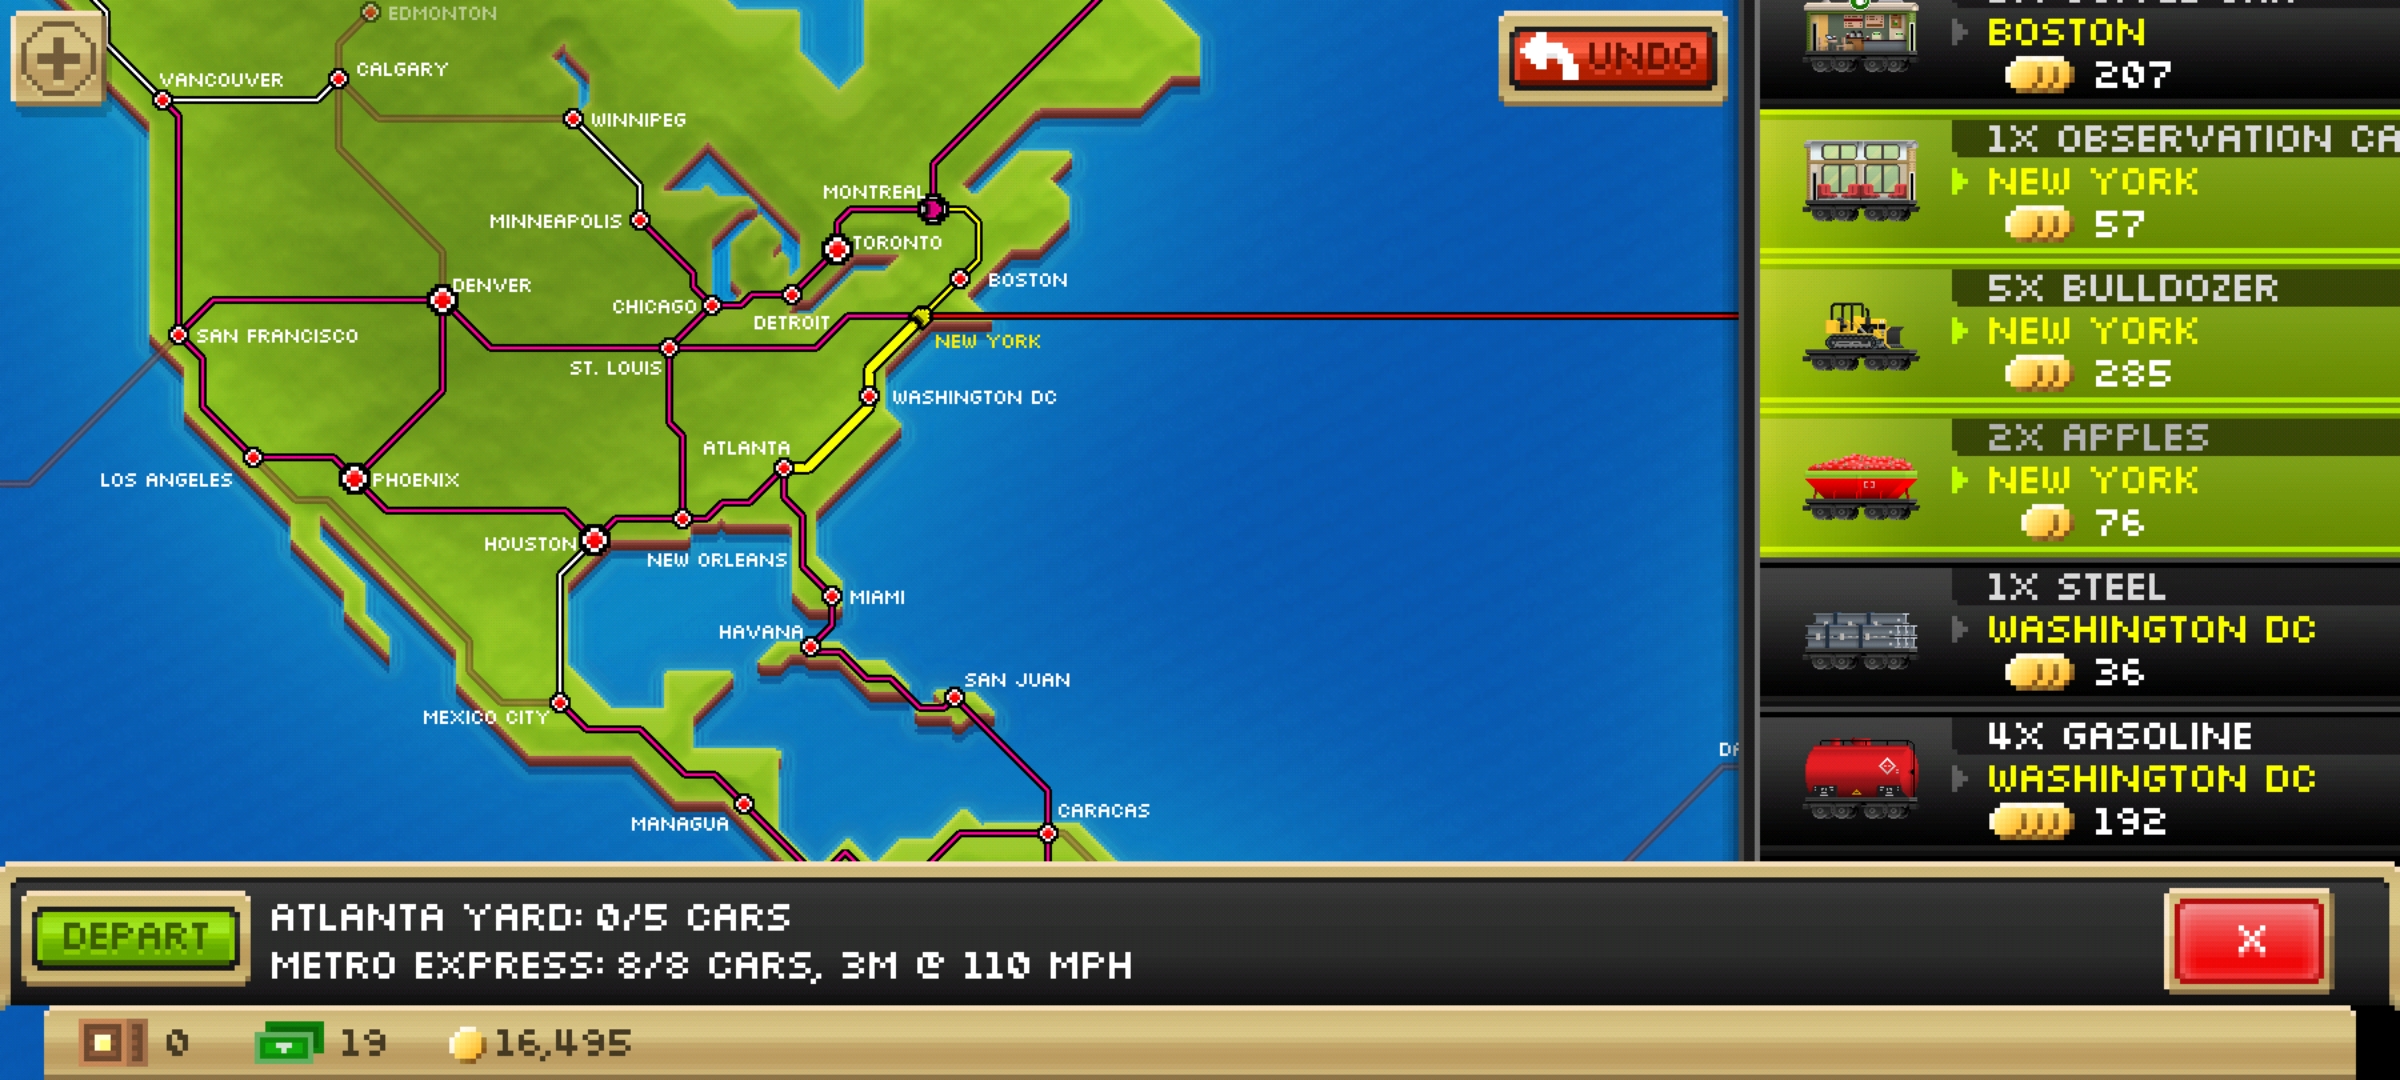 EDMONTON
VANCOUVER
CALGARY
WINNIPEG
MONTREAL
MINNEAPOLIS
TORONTO
BOSTON
DENVER
CHICAGO
DETROIT
SAN FRANCISCO
NEW YORK
ST. LOUIS
WASHINGTON DC
ATLANTA
LOS ANGELES
PHOENIX
HOUSTON
NEW ORLEANS
MIAMI
HAVANA
SAN JUAN
MEXICO CITY
MANAGUA
CARACAS
UNDO
BOSTON
207
1X OBSERVATION CA
NEW YORK
57
5X BULLDOZER
NEW YORK
285
2X APPLES
NEW YORK
76
1X STEEL
WASHINGTON DC
36
4X GASOLINE
WASHINGTON DC
192
DEPART
ATLANTA YARD: 0/5 CARS
METRO EXPRESS: 8/8 CARS, 3M @ 110 MPH
X
0
19
16,495